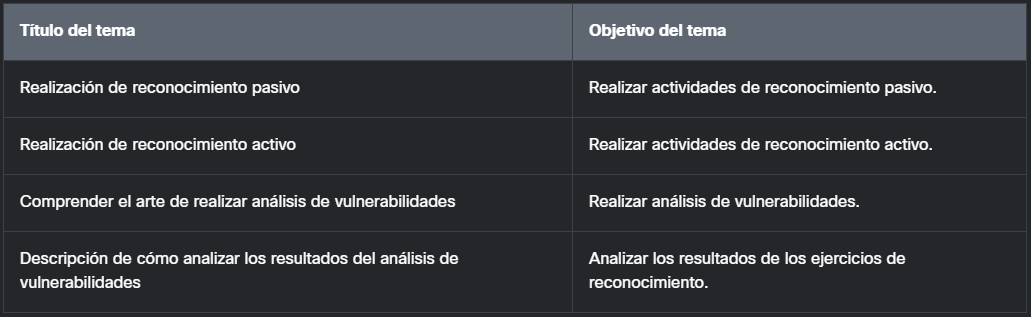 Título del tema
Objetivo del tema
Realización de reconocimiento pasivo
Realizar actividades de reconocimiento pasivo.
Realización de reconocimiento activo
Realizar actividades de reconocimiento activo.
Comprender el arte de realizar análisis de vulnerabilidades
Realizar análisis de vulnerabilidades.
Descripción de cómo analizar los resultados del análisis de
vulnerabilidades
Analizar los resultados de los ejercicios de
reconocimiento.